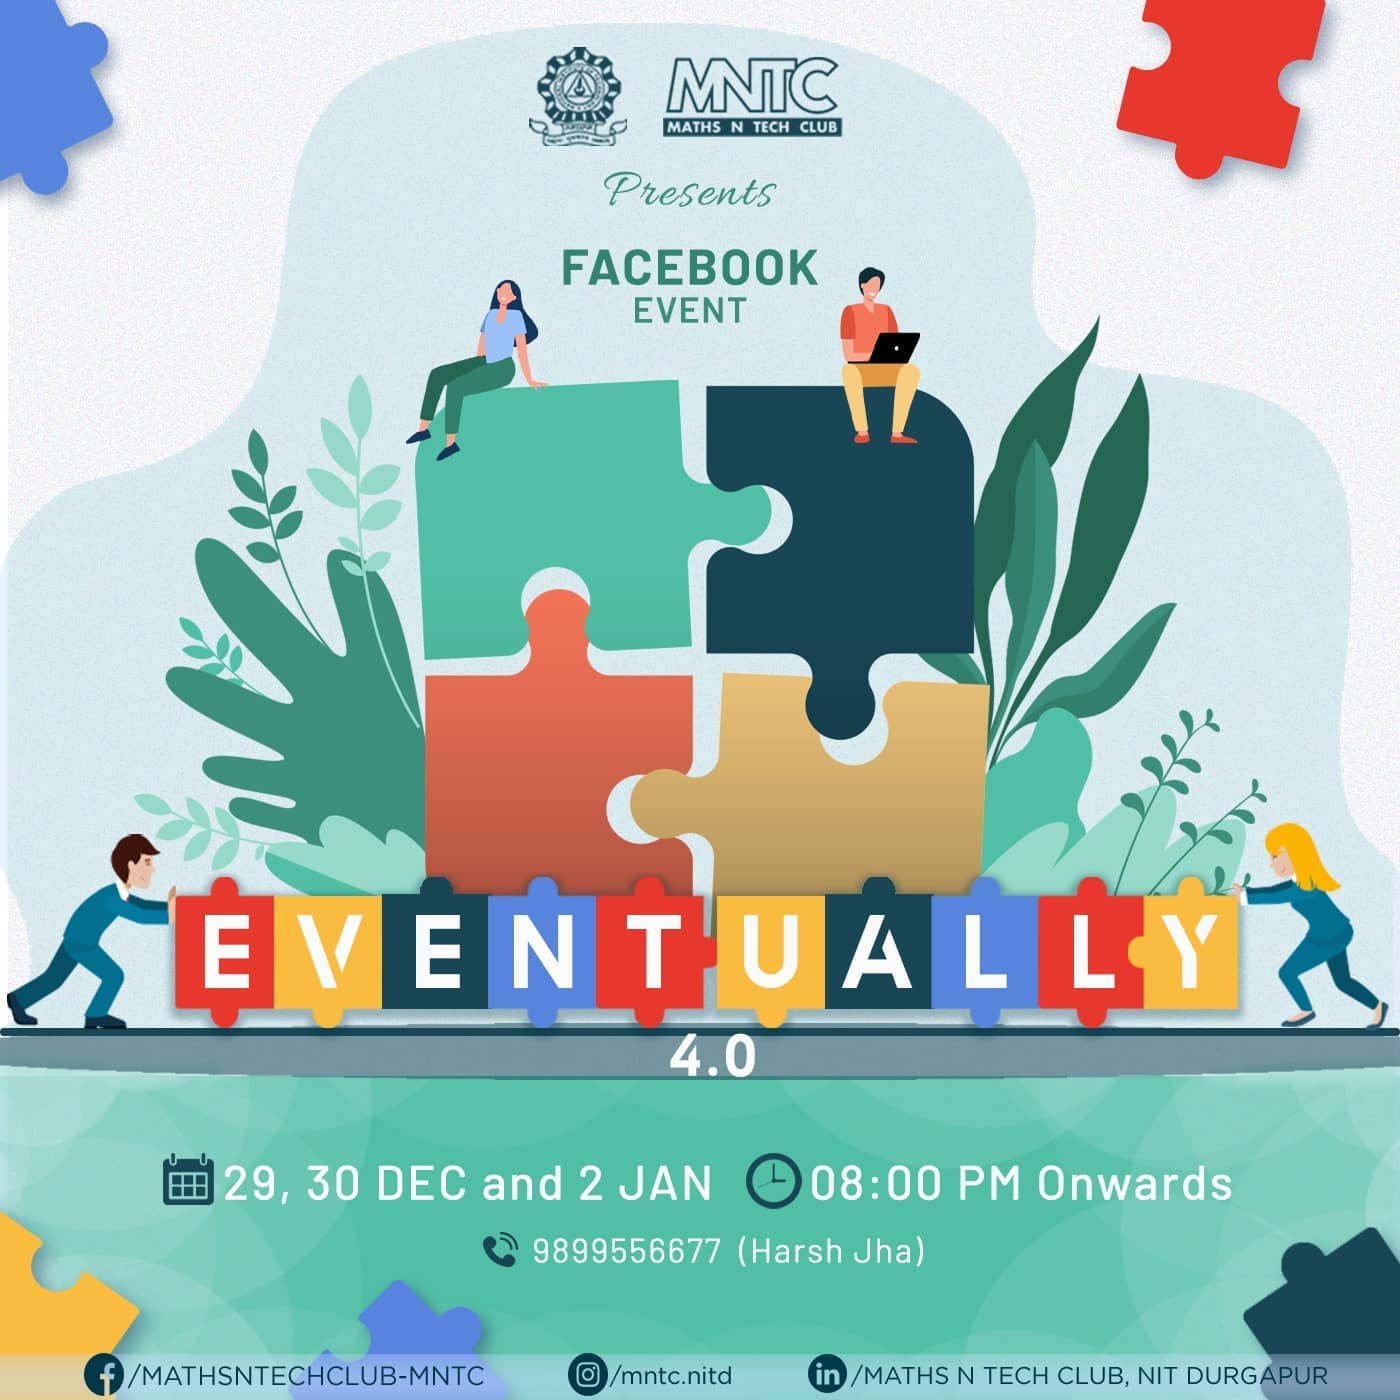 MNTC
MATHS N TECH CLUB
Presents
FACEBOOK
EVENT
EVENTUALLY
4.0
29, 30 DEC and 2 JAN 08:00 PM Onwards
9899556677 (Harsh Jha)
/MATHSNTECHCLUB-MNTC /mntc.nitd /MATHS N TECH CLUB, NIT DURGAPUR